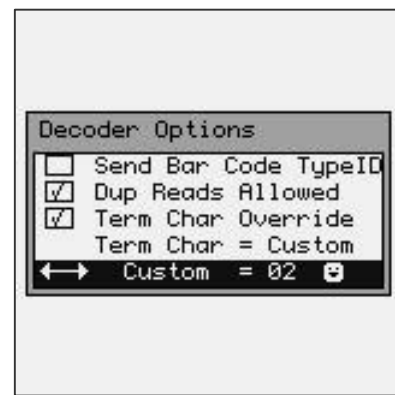 Decoder Options
Send Bar Code TypeID
Dup Reads Allowed
Term Char Override
Term Char = Custom
Custom = 02 ☻